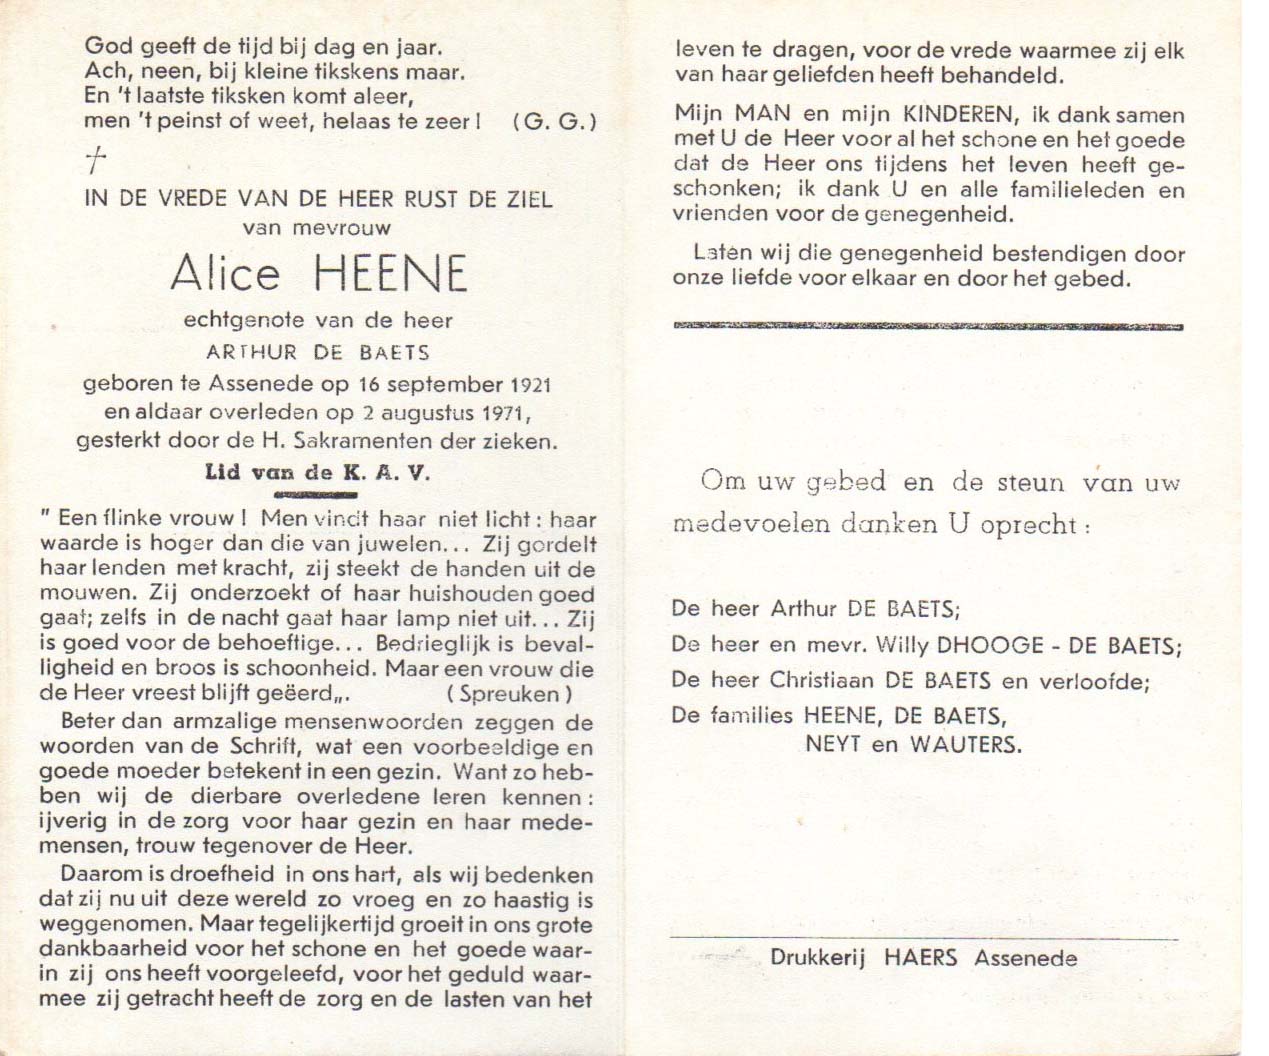 God geeft de tijd bij dag en jaar.
Ach, neen, bij kleine tikskens maar.
En 't laatste tiksken komt aleer,
men 't peinst of weet, helaas te zeer! (G. G.)
†
IN DE VREDE VAN DE HEER RUST DE ZIEL
van mevrouw
Alice HEENE
echtgenote van de heer
ARTHUR DE BAETS
geboren te Assenede op 16 september 1921
en aldaar overleden op 2 augustus 1971,
gesterkt door de H. Sakramenten der zieken.
Lid van de K. A. V.
" Een flinke vrouw! Men vindt haar niet licht : haar
waarde is hoger dan die van juwelen... Zij gordelt
haar lenden met kracht, zij steekt de handen uit de
mouwen. Zij onderzoekt of haar huishouden goed
gaat; zelfs in de nacht gaat haar lamp niet uit... Zij
is goed voor de behoeftige... Bedrieglijk is beval-
ligheid en broos is schoonheid. Maar een vrouw die
de Heer vreest blijft geëerd„. (Spreuken)
Beter dan armzalige mensenwoorden zeggen de
woorden van de Schrift, wat een voorbeeldige en
goede moeder betekent in een gezin. Want zo heb-
ben wij de dierbare overledene leren kennen :
ijverig in de zorg voor haar gezin en haar mede-
mensen, trouw tegenover de Heer.
Daarom is droefheid in ons hart, als wij bedenken
dat zij nu uit deze wereld zo vroeg en zo haastig is
weggenomen. Maar tegelijkertijd groeit in ons grote
dankbaarheid voor het schone en het goede waar-
in zij ons heeft voorgeleefd, voor het geduld waar-
mee zij getracht heeft de zorg en de lasten van het
leven te dragen, voor de vrede waarmee zij elk
van haar geliefden heeft behandeld.
Mijn MAN en mijn KINDEREN, ik dank samen
met U de Heer voor al het schone en het goede
dat de Heer ons tijdens het leven heeft ge-
schonken; ik dank U en alle familieleden en
vrienden voor de genegenheid.
Laten wij die genegenheid bestendigen door
onze liefde voor elkaar en door het gebed.
Om uw gebed en de steun van uw
medevoelen danken U oprecht :
De heer Arthur DE BAETS;
De heer en mevr. Willy DHOOGE - DE BAETS;
De heer Christiaan DE BAETS en verloofde;
De families HEENE, DE BAETS,
NEYT en WAUTERS.
Drukkerij HAERS Assenede